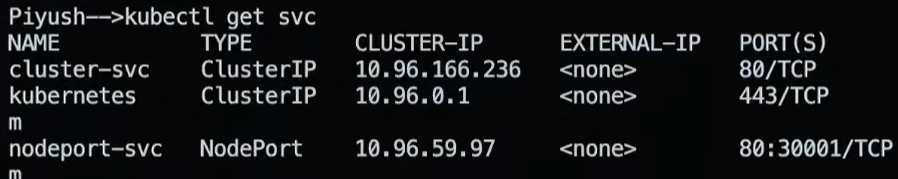 Piyush-->kubectl get svc
NAME TYPE CLUSTER-IP EXTERNAL-IP PORT(S)
cluster-svc ClusterIP 10.96.166.236 <none> 80/TCP
kubernetes ClusterIP 10.96.0.1 <none> 443/TCP
m
nodeport-svc NodePort 10.96.59.97 <none> 80:30001/TCP
m